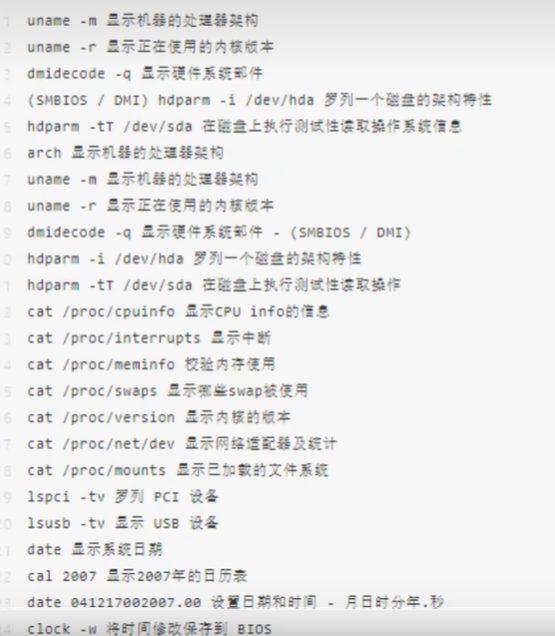 1 uname -m 显示机器的处理器架构
2 uname -r 显示正在使用的内核版本
3 dmidecode -q 显示硬件系统部件
4 (SMBIOS / DMI) hdparm -i /dev/hda 罗列一个磁盘的架构特性
5 hdparm -tT /dev/sda 在磁盘上执行测试性读取操作系统信息
6 arch 显示机器的处理器架构
7 uname -m 显示机器的处理器架构
8 uname -r 显示正在使用的内核版本
9 dmidecode -q 显示硬件系统部件 - (SMBIOS / DMI)
0 hdparm -i /dev/hda 罗列一个磁盘的架构特性
1 hdparm -tT /dev/sda 在磁盘上执行测试性读取操作
2 cat /proc/cpuinfo 显示CPU info的信息
3 cat /proc/interrupts 显示中断
4 cat /proc/meminfo 校验内存使用
5 cat /proc/swaps 显示哪些swap被使用
6 cat /proc/version 显示内核的版本
7 cat /proc/net/dev 显示网络适配器及统计
8 cat /proc/mounts 显示已加载的文件系统
9 lspci -tv 罗列 PCI 设备
20 lsusb -tv 显示 USB 设备
21 date 显示系统日期
22 cal 2007 显示2007年的日历表
23 date 041217002007.00 设置日期和时间 - 月日时分年.秒
24 clock -w 将时间修改保存到 BIOS